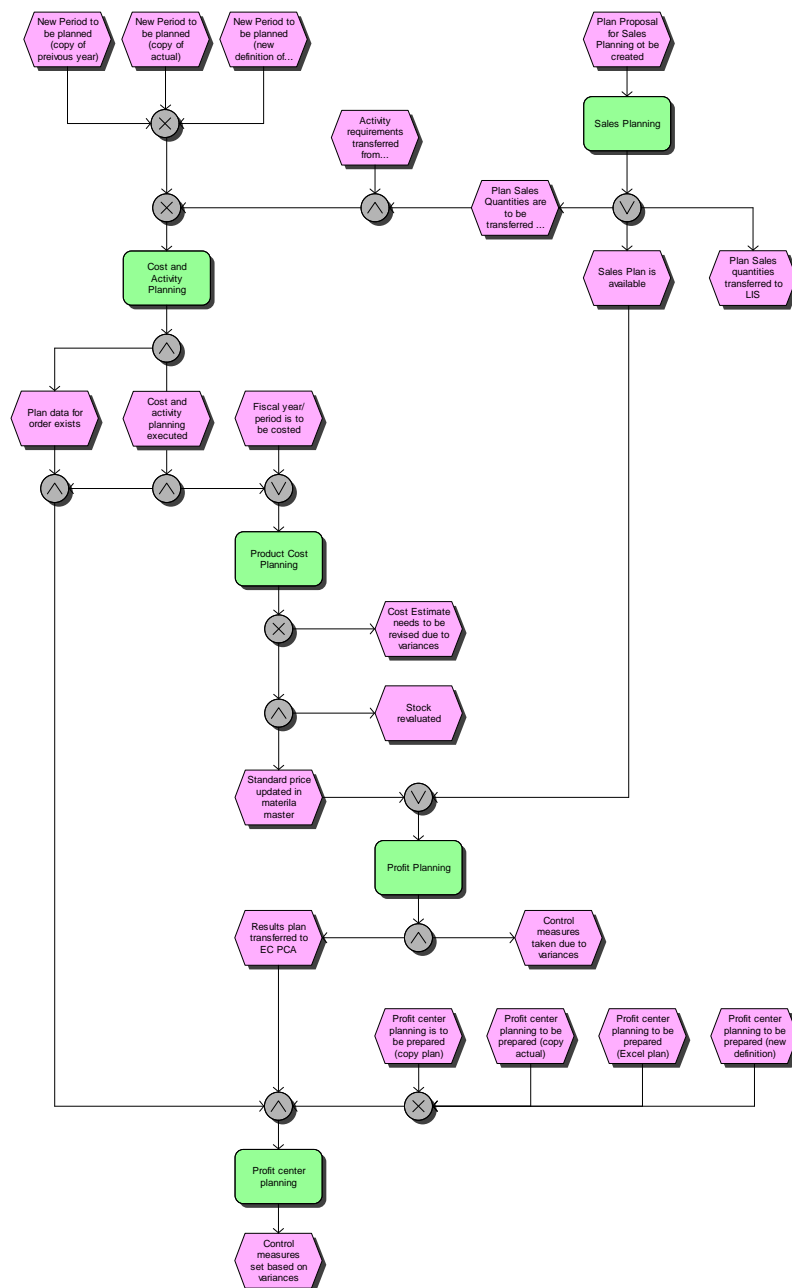 New Period to
be planned
(copy of
preivous year)
New Period to
be planned
(copy of
actual)
New Period to
be planned
(new
definition of...
Plan Proposal
for Sales
Planning ot be
created
Sales Planning
Activity
requirements
transferred
from...
Plan Sales
Quantities are
to be
transferred ...
Sales Plan is
available
Plan Sales
quantities
transferred to
LIS
Cost and
Activity
Planning
Plan data for
order exists
Cost and
activity
planning
executed
Fiscal year/
period is to
be costed
Product Cost
Planning
Cost Estimate
needs to be
revised due to
variances
Stock
revaluated
Standard price
updated in
materila
master
Profit Planning
Results plan
transferred to
EC PCA
Control
measures
taken due to
variances
Profit center
planning is to
be prepared
(copy plan)
Profit center
planning to be
prepared (copy
actual)
Profit center
planning to be
prepared
(Excel plan)
Profit center
planning to be
prepared (new
definition)
Profit center
planning
Control
measures
set based on
variances